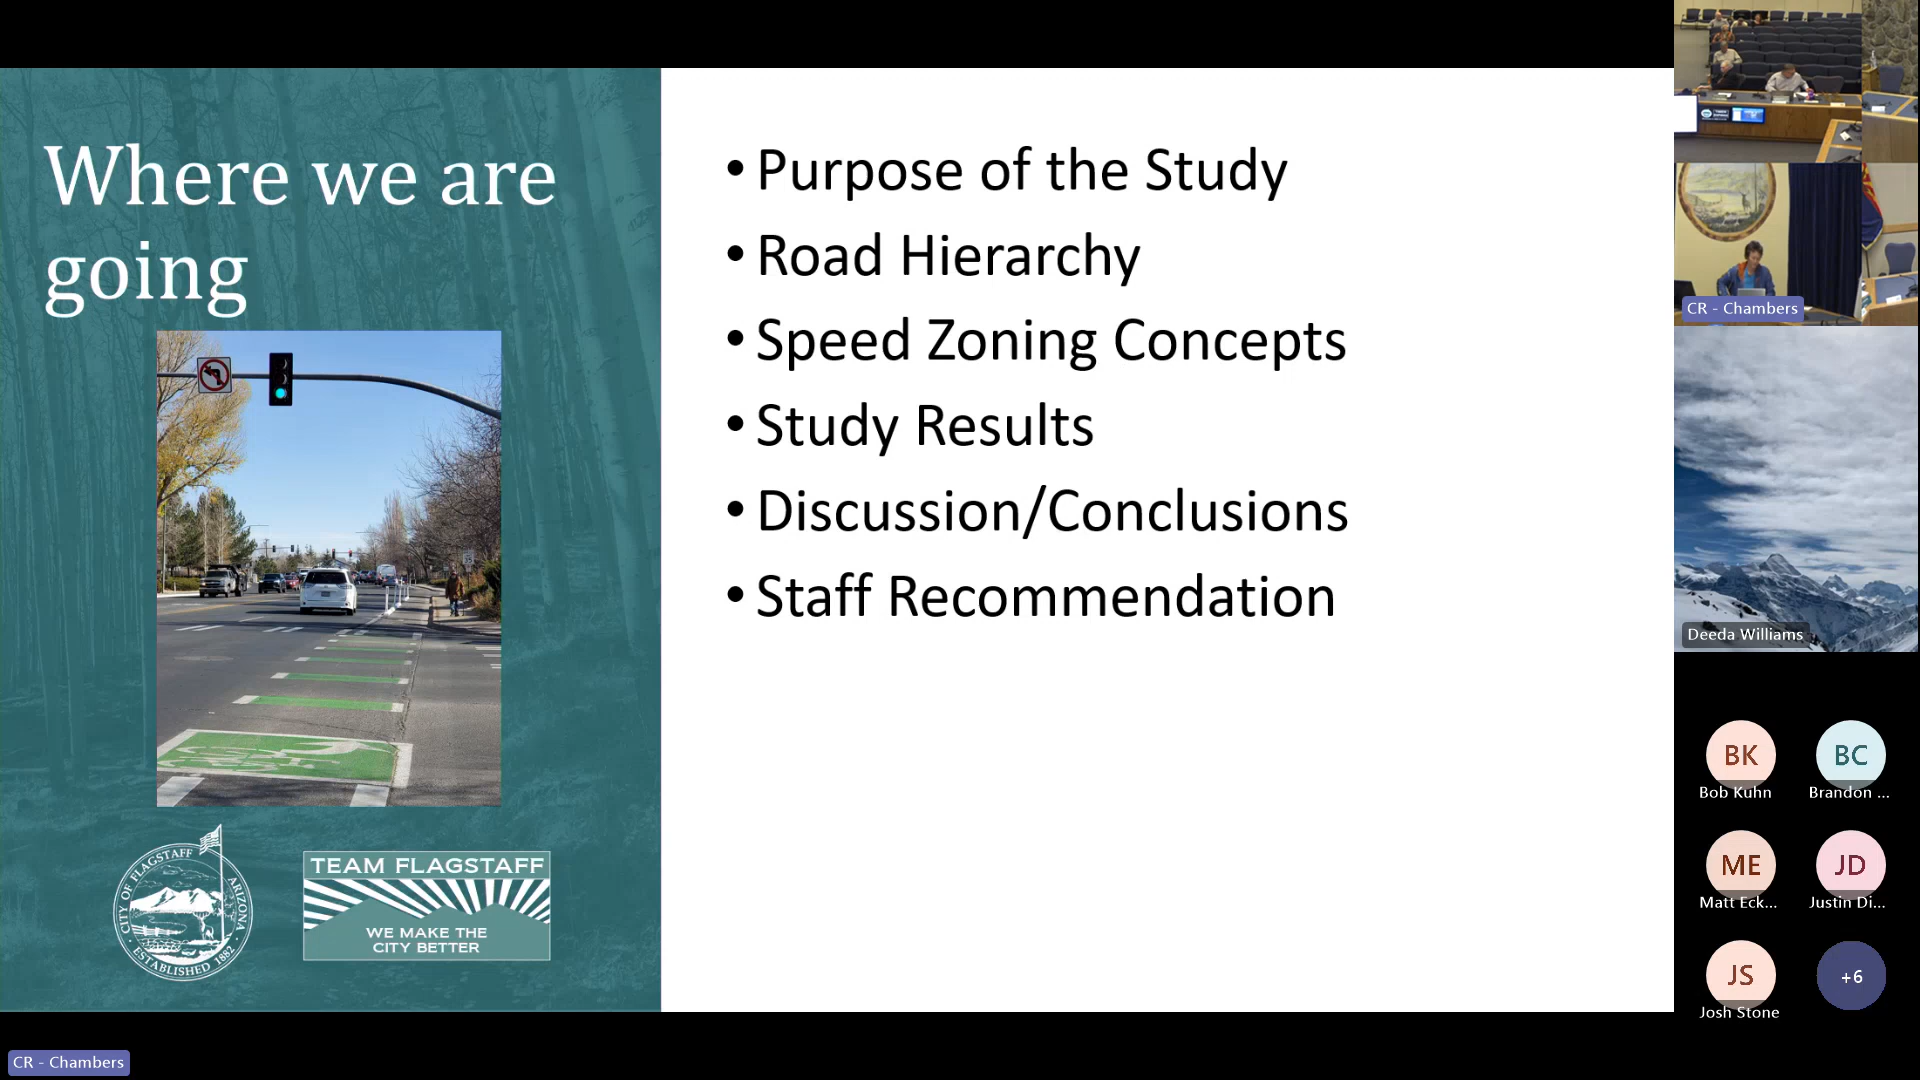 Where we are
going
• Purpose of the Study
• Road Hierarchy
• Speed Zoning Concepts
• Study Results
• Discussion/Conclusions
• Staff Recommendation
CITY OF FLAGSTAFF
ARIZONA
ESTABLISHED 1882
TEAM FLAGSTAFF
WE MAKE THE
CITY BETTER
CR - Chambers
CR - Chambers
Deeda Williams
BK
Bob Kuhn
BC
Brandon ...
ME
Matt Eck...
JD
Justin Di...
JS
Josh Stone
+6